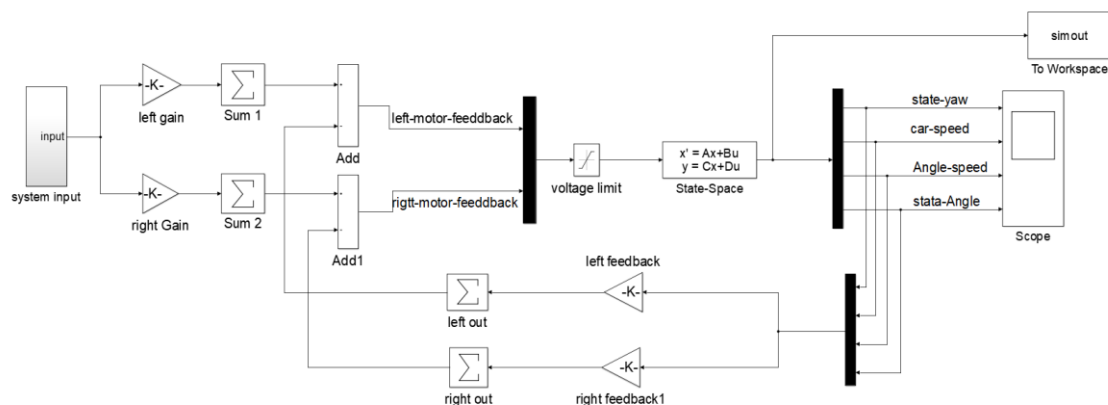 simout
To Workspace
-K-
left gain
Sum 1
Add
left-motor-feeddback
input
system input
-K-
right Gain
Sum 2
Add1
rigtt-motor-feeddback
voltage limit
x' = Ax+Bu
y = Cx+Du
State-Space
state-yaw
car-speed
Angle-speed
stata-Angle
Scope
left feedback
-K-
left out
-K-
right out
right feedback1